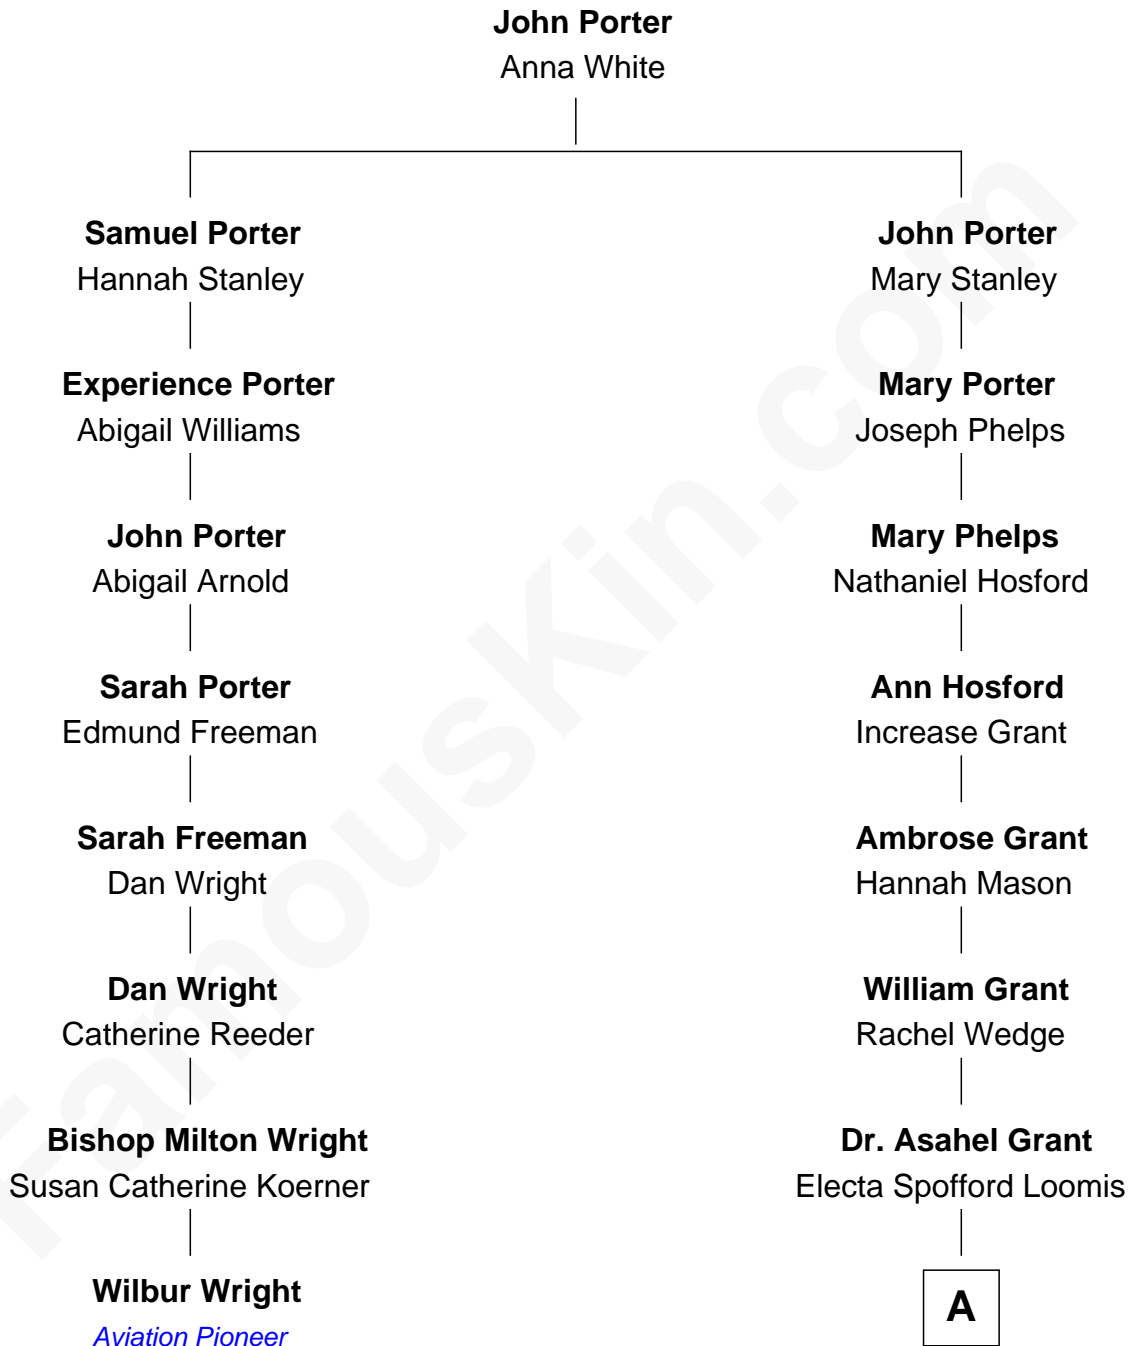 John Porter
Anna White
Samuel Porter
Hannah Stanley
John Porter
Mary Stanley
Experience Porter
Abigail Williams
Mary Porter
Joseph Phelps
John Porter
Abigail Arnold
Mary Phelps
Nathaniel Hosford
Sarah Porter
Edmund Freeman
Ann Hosford
Increase Grant
Sarah Freeman
Dan Wright
Ambrose Grant
Hannah Mason
Dan Wright
Catherine Reeder
William Grant
Rachel Wedge
Bishop Milton Wright
Susan Catherine Koerner
Dr. Asahel Grant
Electa Spofford Loomis
Wilbur Wright
Aviation Pioneer
A
FamousKin.com